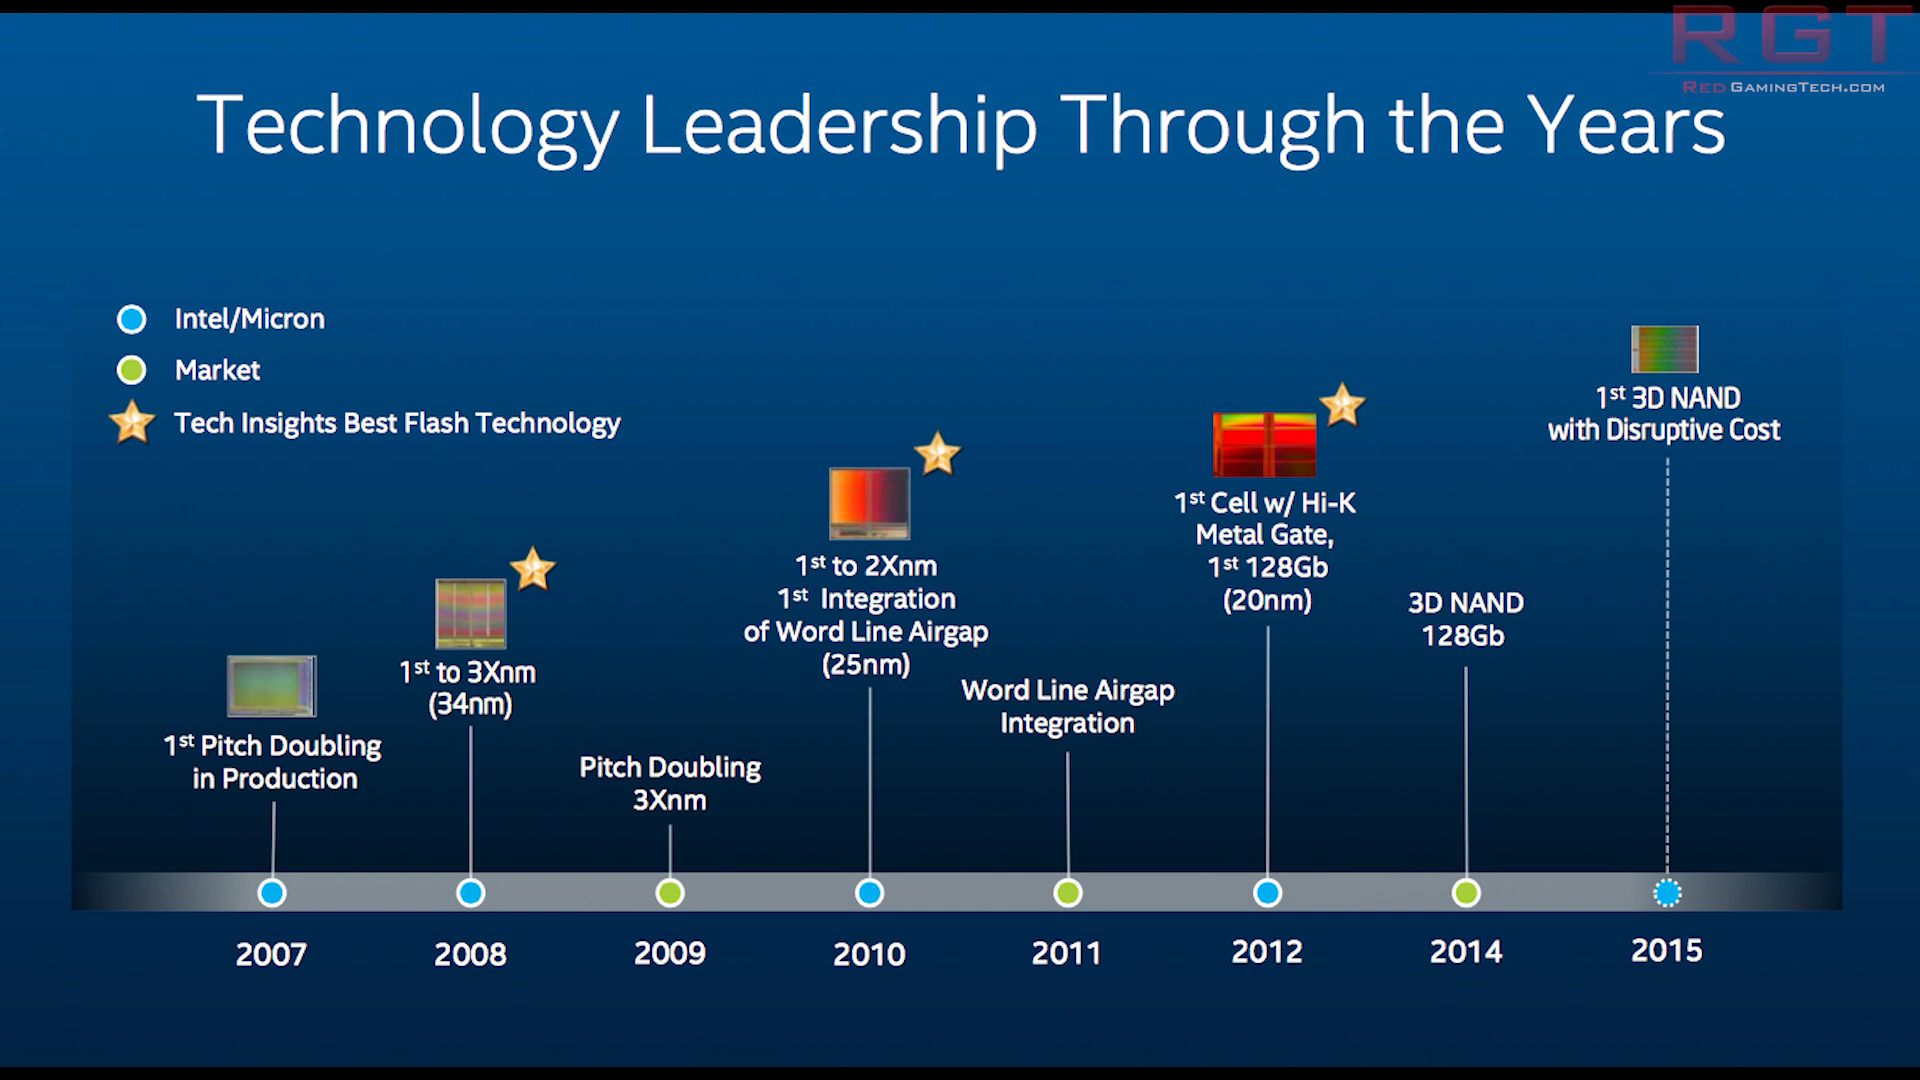 RGT
RedGamingTech.com
Technology Leadership Through the Years
Intel/Micron
Market
Tech Insights Best Flash Technology
1st Pitch Doubling
in Production
1st to 3Xnm
(34nm)
Pitch Doubling
3Xnm
1st to 2Xnm
1st Integration
of Word Line Airgap
(25nm)
Word Line Airgap
Integration
1st Cell w/ Hi-K
Metal Gate,
1st 128Gb
(20nm)
3D NAND
128Gb
1st 3D NAND
with Disruptive Cost
2007
2008
2009
2010
2011
2012
2014
2015